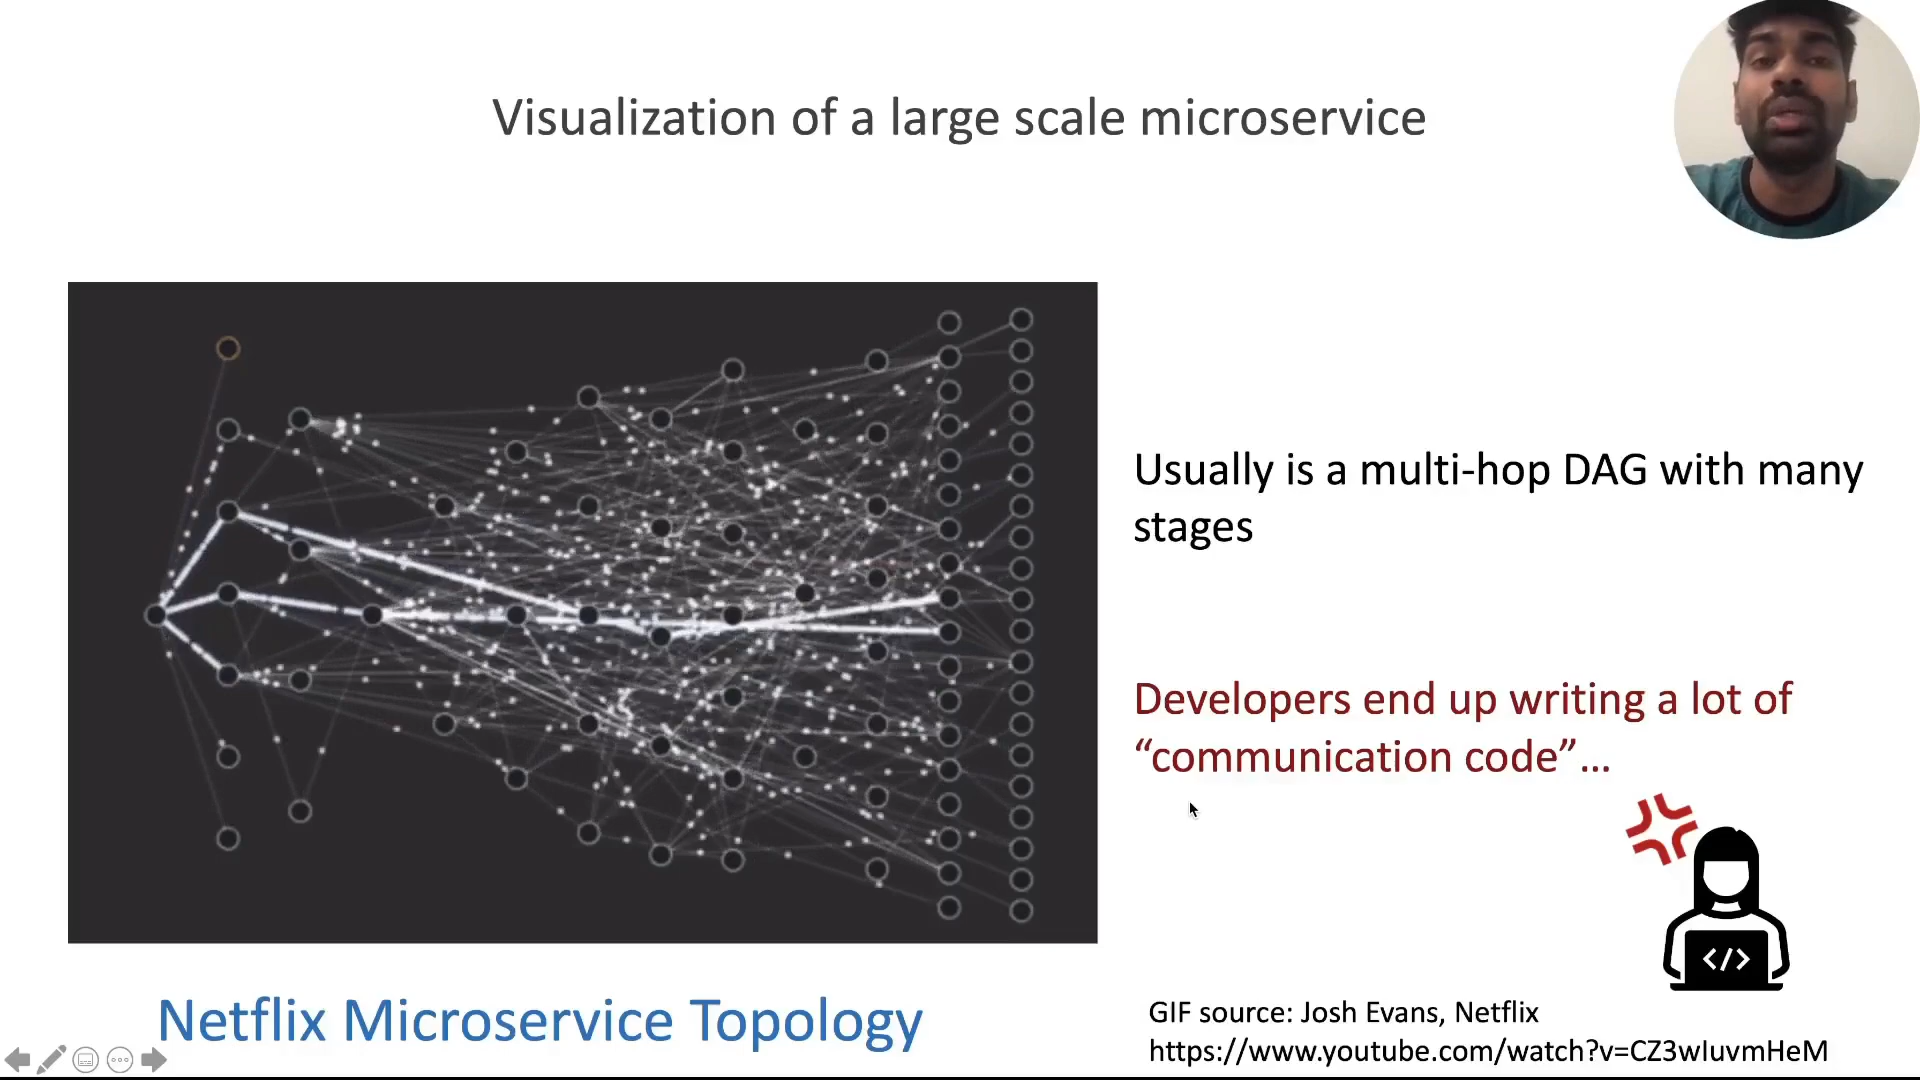 Visualization of a large scale microservice
Usually is a multi-hop DAG with many
stages
Developers end up writing a lot of
“communication code”...
</>
Netflix Microservice Topology
GIF source: Josh Evans, Netflix
https://www.youtube.com/watch?v=CZ3wIuvmHeM